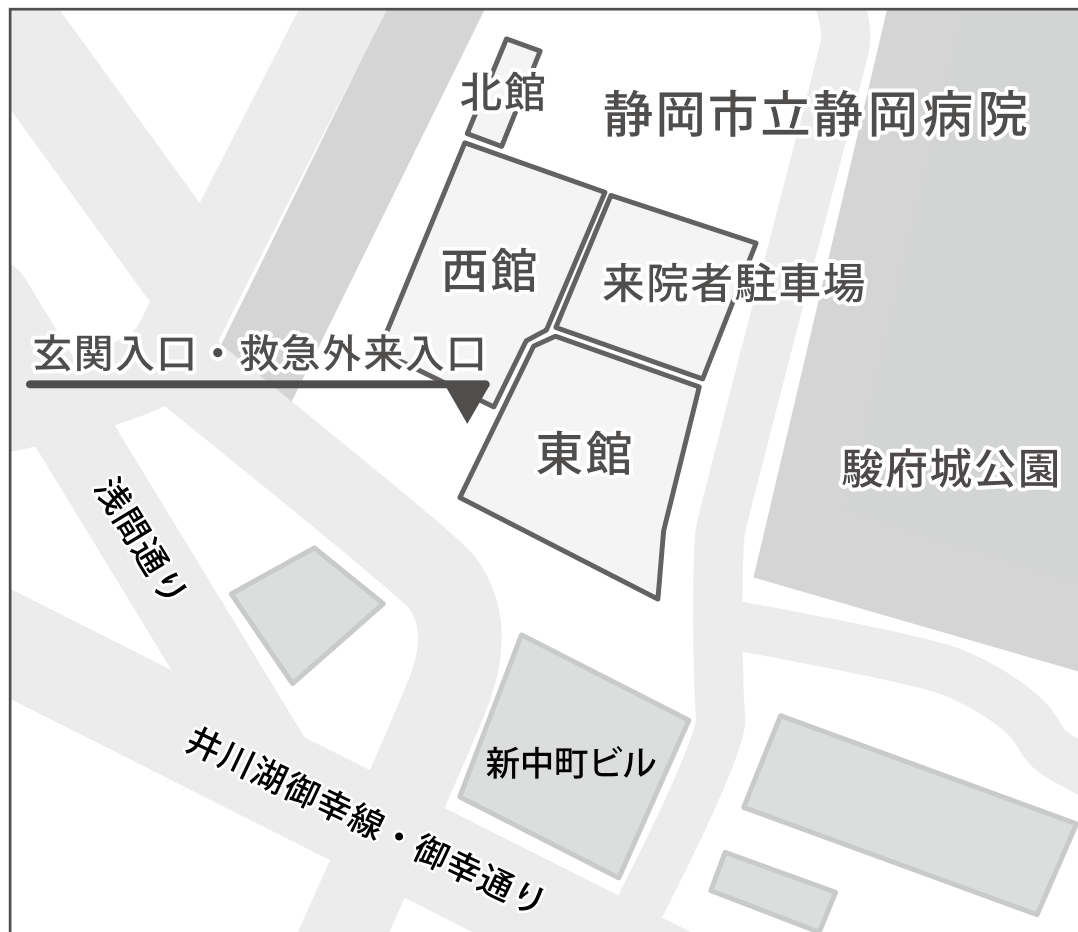 北館
静岡市立静岡病院
西館
来院者駐車場
玄関入口・救急外来入口
東館
駿府城公園
浅間通り
新中町ビル
井川湖御幸線・御幸通り